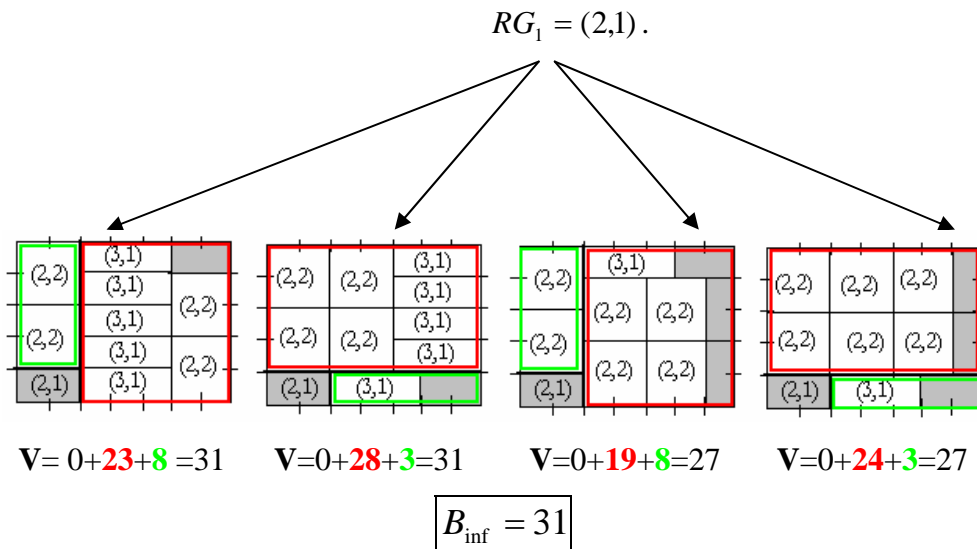 RG₁ = (2,1) .
(2,2) (3,1) (3,1) (3,1) (3,1) (3,1) (2,2) (2,2) (2,2) (2,1)
(2,2) (2,2) (3,1) (3,1) (2,2) (2,2) (3,1) (3,1) (2,1) (3,1)
(2,2) (3,1) (2,2) (2,2) (2,2) (2,2) (2,2) (2,1)
(2,2) (2,2) (2,2) (2,2) (2,2) (2,2) (2,1) (3,1)
V= 0+23+8 =31
V=0+28+3=31
V=0+19+8=27
V=0+24+3=27
B_inf = 31